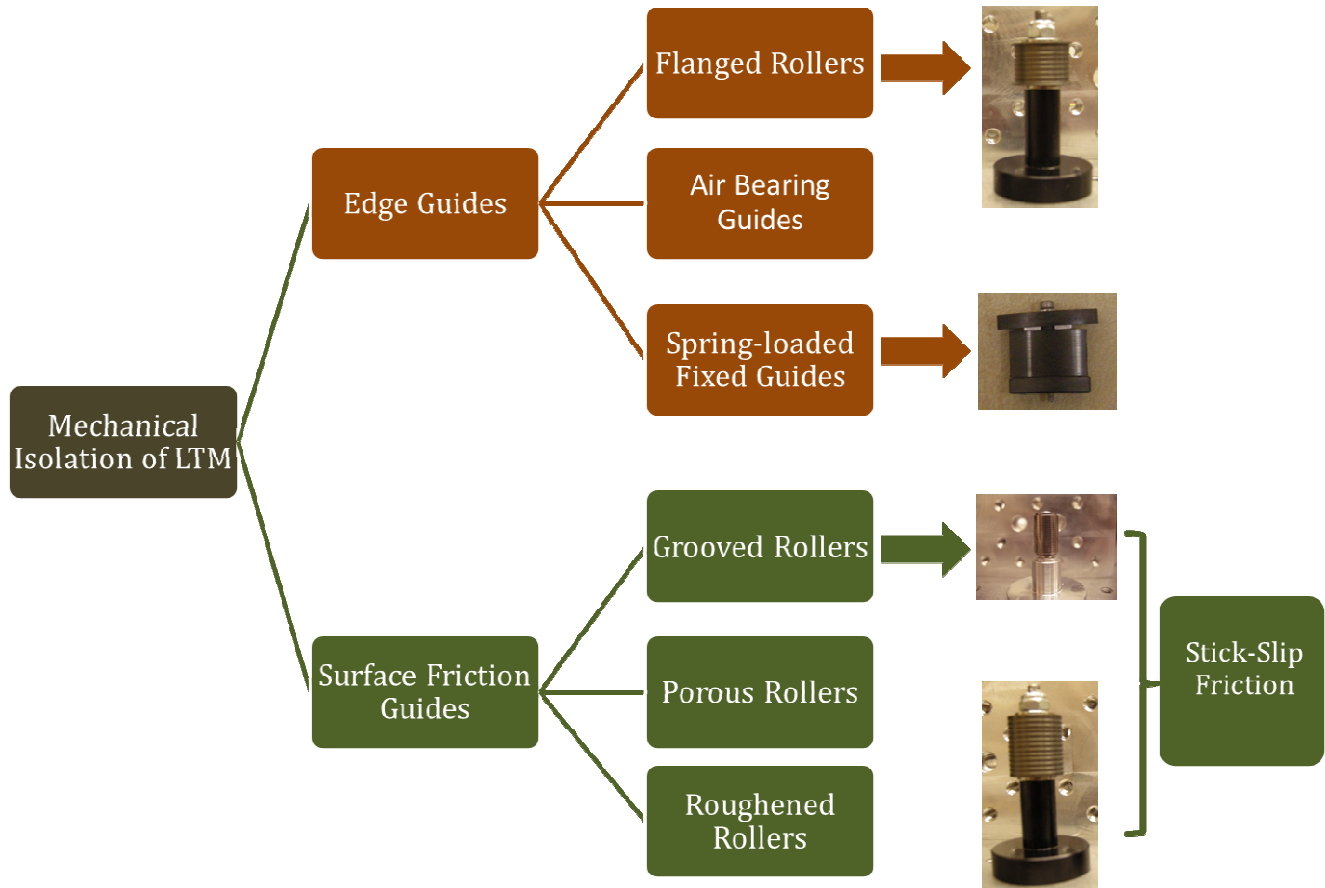 Flanged Rollers
Air Bearing
Guides
Edge Guides
Spring-loaded
Fixed Guides
Mechanical
Isolation of LTM
Grooved Rollers
Surface Friction
Guides
Porous Rollers
Roughened
Rollers
Stick-Slip
Friction